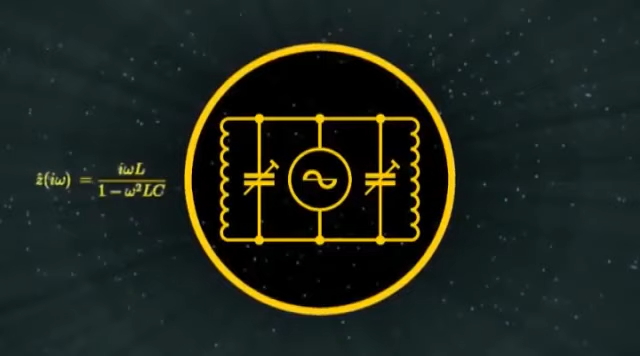 ẑ(iω) = iωL / 1 − ω²LC